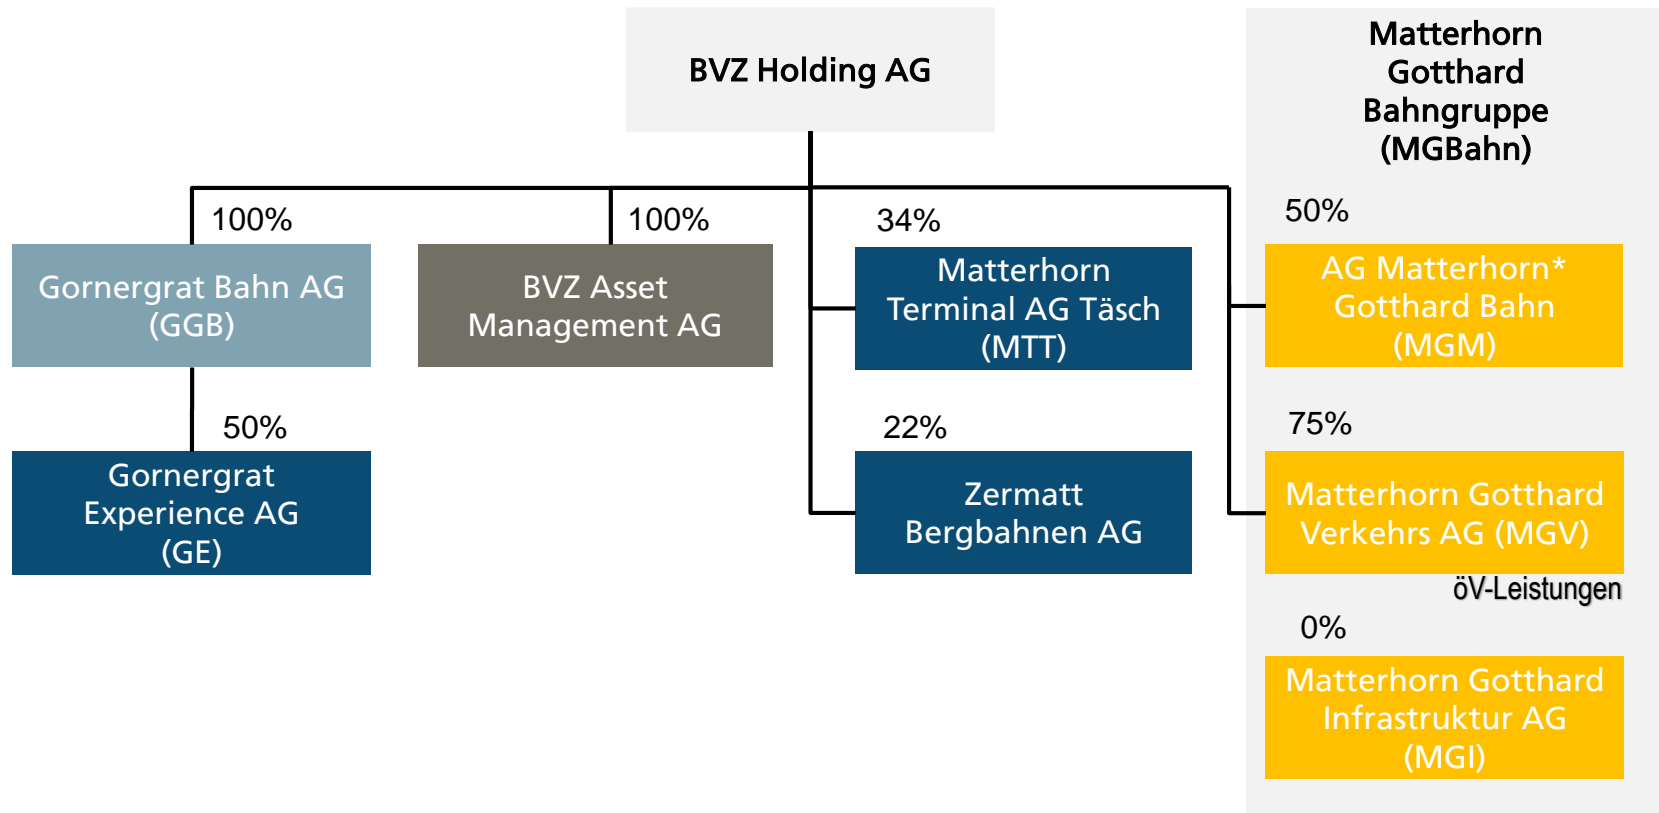 BVZ Holding AG
Matterhorn
Gotthard
Bahngruppe
(MGBahn)
100%
Gornergrat Bahn AG
(GGB)
100%
BVZ Asset
Management AG
34%
Matterhorn
Terminal AG Täsch
(MTT)
50%
AG Matterhorn*
Gotthard Bahn
(MGM)
50%
Gornergrat
Experience AG
(GE)
22%
Zermatt
Bergbahnen AG
75%
Matterhorn Gotthard
Verkehrs AG (MGV)
öV-Leistungen
0%
Matterhorn Gotthard
Infrastruktur AG
(MGI)